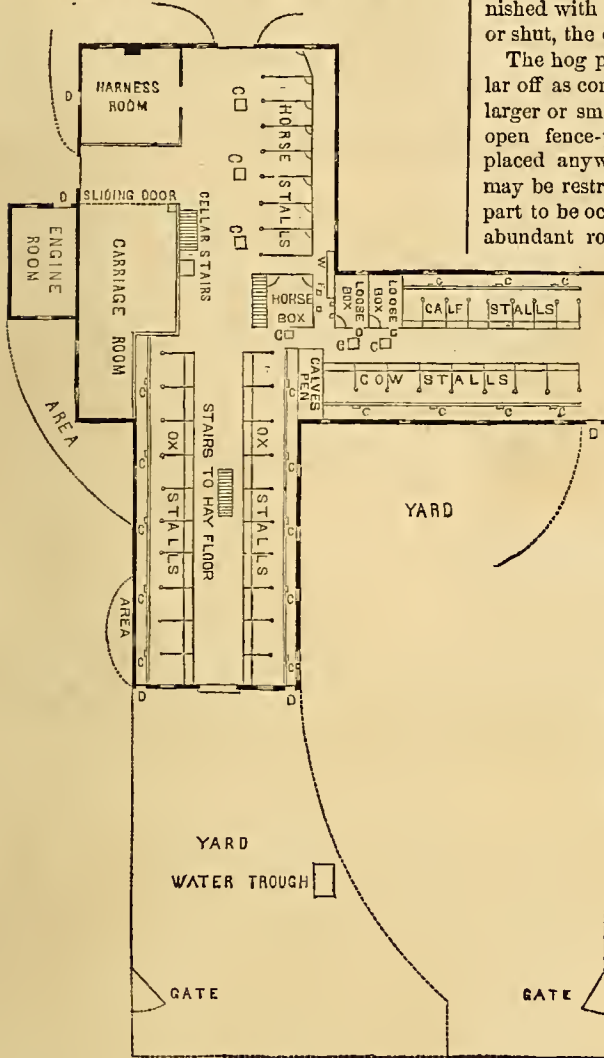 nished with
or shut, the
The hog p
lar off as con
larger or sm
open fence-
placed anyw
may be restr
part to be oc
abundant ro
HARNESS
ROOM
D
C
C
C
HORSE STALLS
D
SLIDING DOOR
CELLAR STAIRS
ENGINE
ROOM
CARRIAGE ROOM
HORSE
BOX
C
W
LOOSE
BOX
LOOSE
BOX
C
C
C
C
C
CALF STALLS
CALVES
PEN
COW STALLS
C
C
C
D
AREA
C
C
C
C
C
OX STALLS
STAIRS TO HAY FLOOR
OX STALLS
C
C
C
C
C
AREA
D
D
YARD
YARD
WATER TROUGH
GATE
GATE